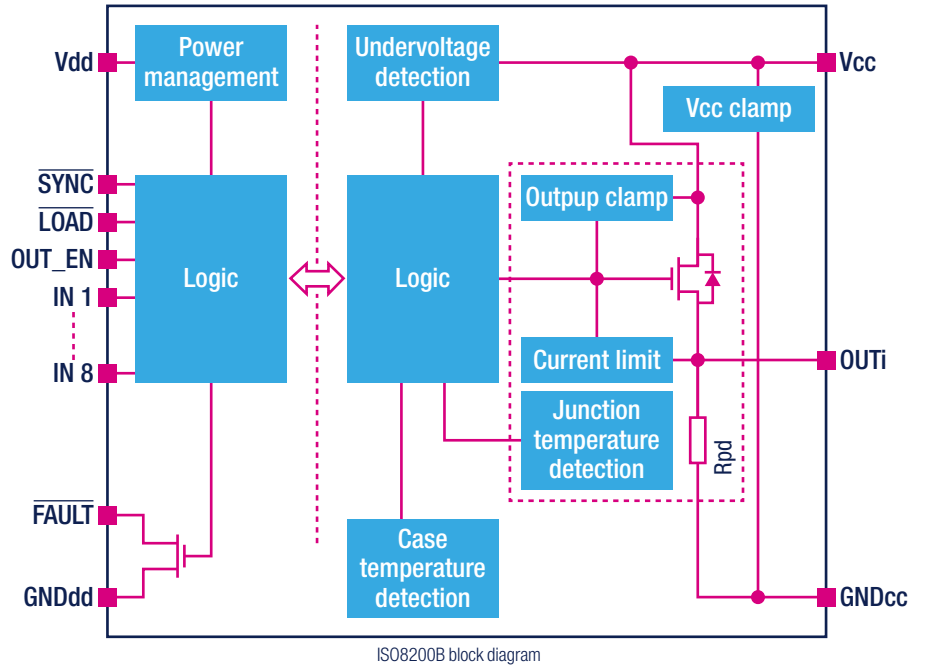 Vdd
SYNC
LOAD
OUT_EN
IN 1
IN 8
FAULT
GNDdd
Power
management
Logic
Undervoltage
detection
Logic
Case
temperature
detection
Outpup clamp
Current limit
Junction
temperature
detection
Rpd
Vcc clamp
Vcc
OUTi
GNDcc
ISO8200B block diagram